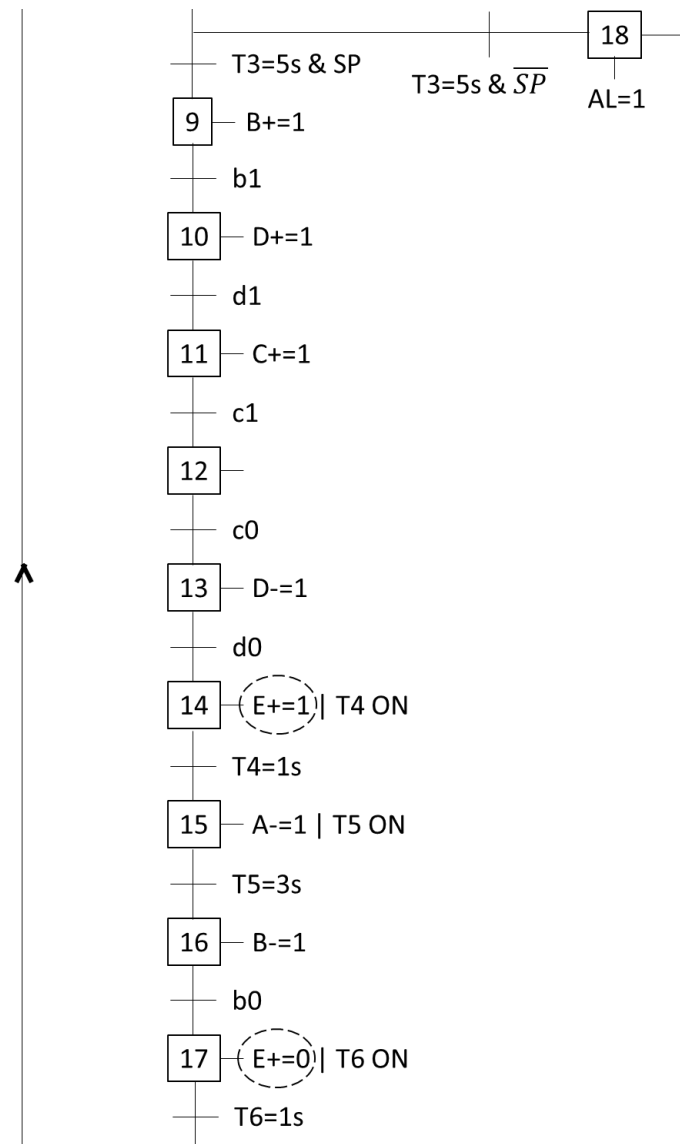 18
T3=5s & SP
T3=5s & S̅P̅
AL=1
9 B+=1
b1
10 D+=1
d1
11 C+=1
c1
12
c0
13 D-=1
d0
14 E+=1 | T4 ON
T4=1s
15 A-=1 | T5 ON
T5=3s
16 B-=1
b0
17 E+=0 | T6 ON
T6=1s